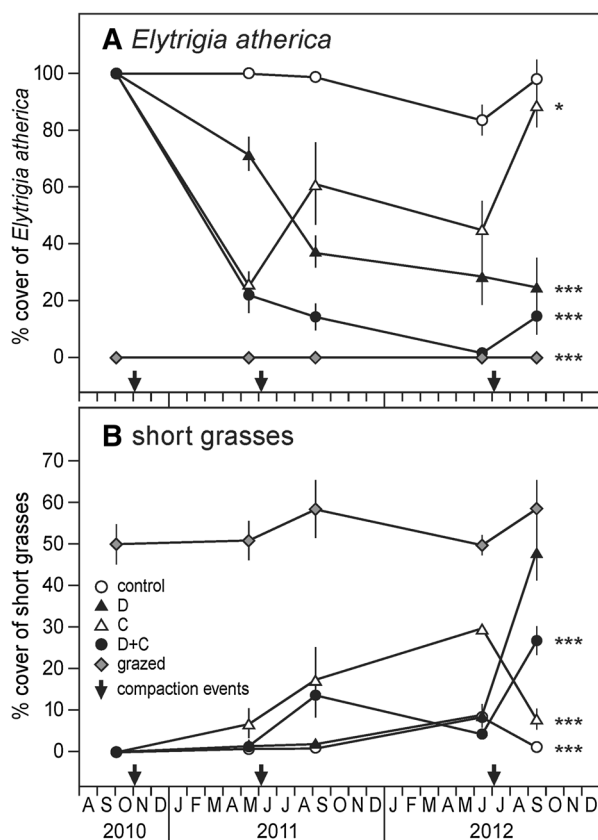 A Elytrigia atherica
% cover of Elytrigia atherica
100
80
60
40
20
0
*
***
***
***
B short grasses
% cover of short grasses
70
60
50
40
30
20
10
0
control
D
C
D+C
grazed
compaction events
***
***
***
A S O N D J F M A M J J A S O N D J F M A M J J A S O N D
2010 2011 2012